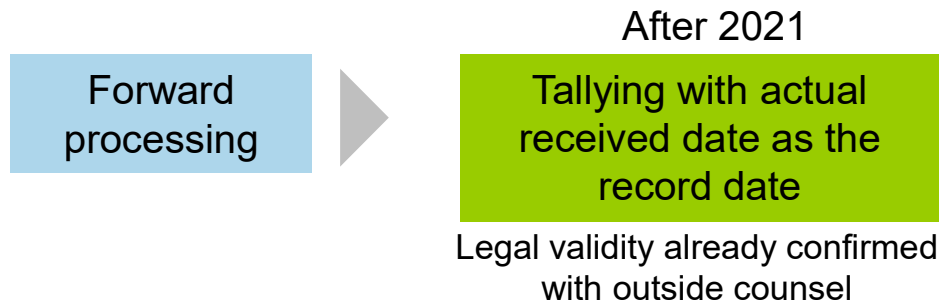 After 2021
Forward
processing
Tallying with actual
received date as the
record date
Legal validity already confirmed
with outside counsel